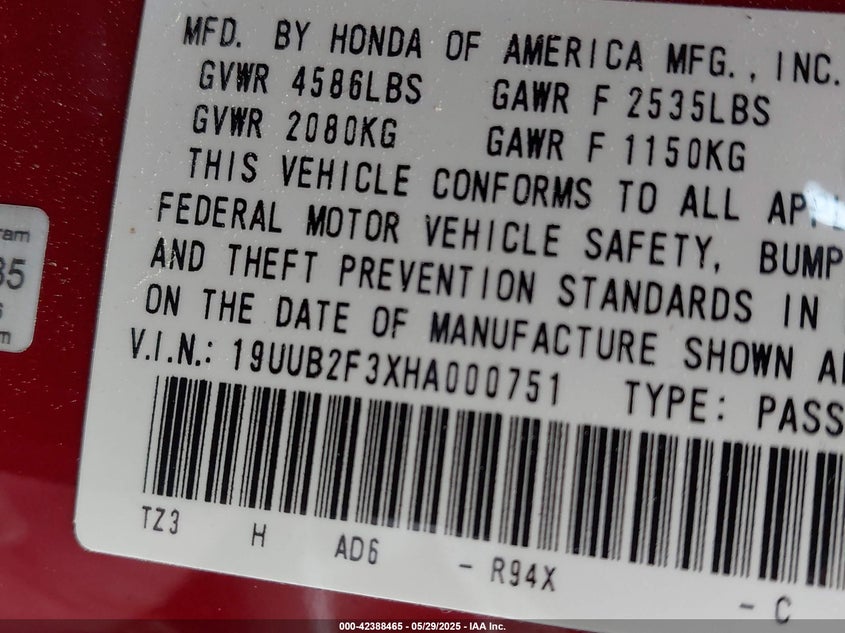 MFD. BY HONDA OF AMERICA MFG., INC.
GVWR 4586LBS GAWR F 2535LBS
GVWR 2080KG GAWR F 1150KG
THIS VEHICLE CONFORMS TO ALL
FEDERAL MOTOR VEHICLE SAFETY, BUMP
AND THEFT PREVENTION STANDARDS IN
ON THE DATE OF MANUFACTURE SHOWN
V.I.N.: 19UUB2F3XHA000751 TYPE: PASS
TZ3 H AD6 - R94X - C
000-42388465 - 05/29/2025 - IAA Inc.